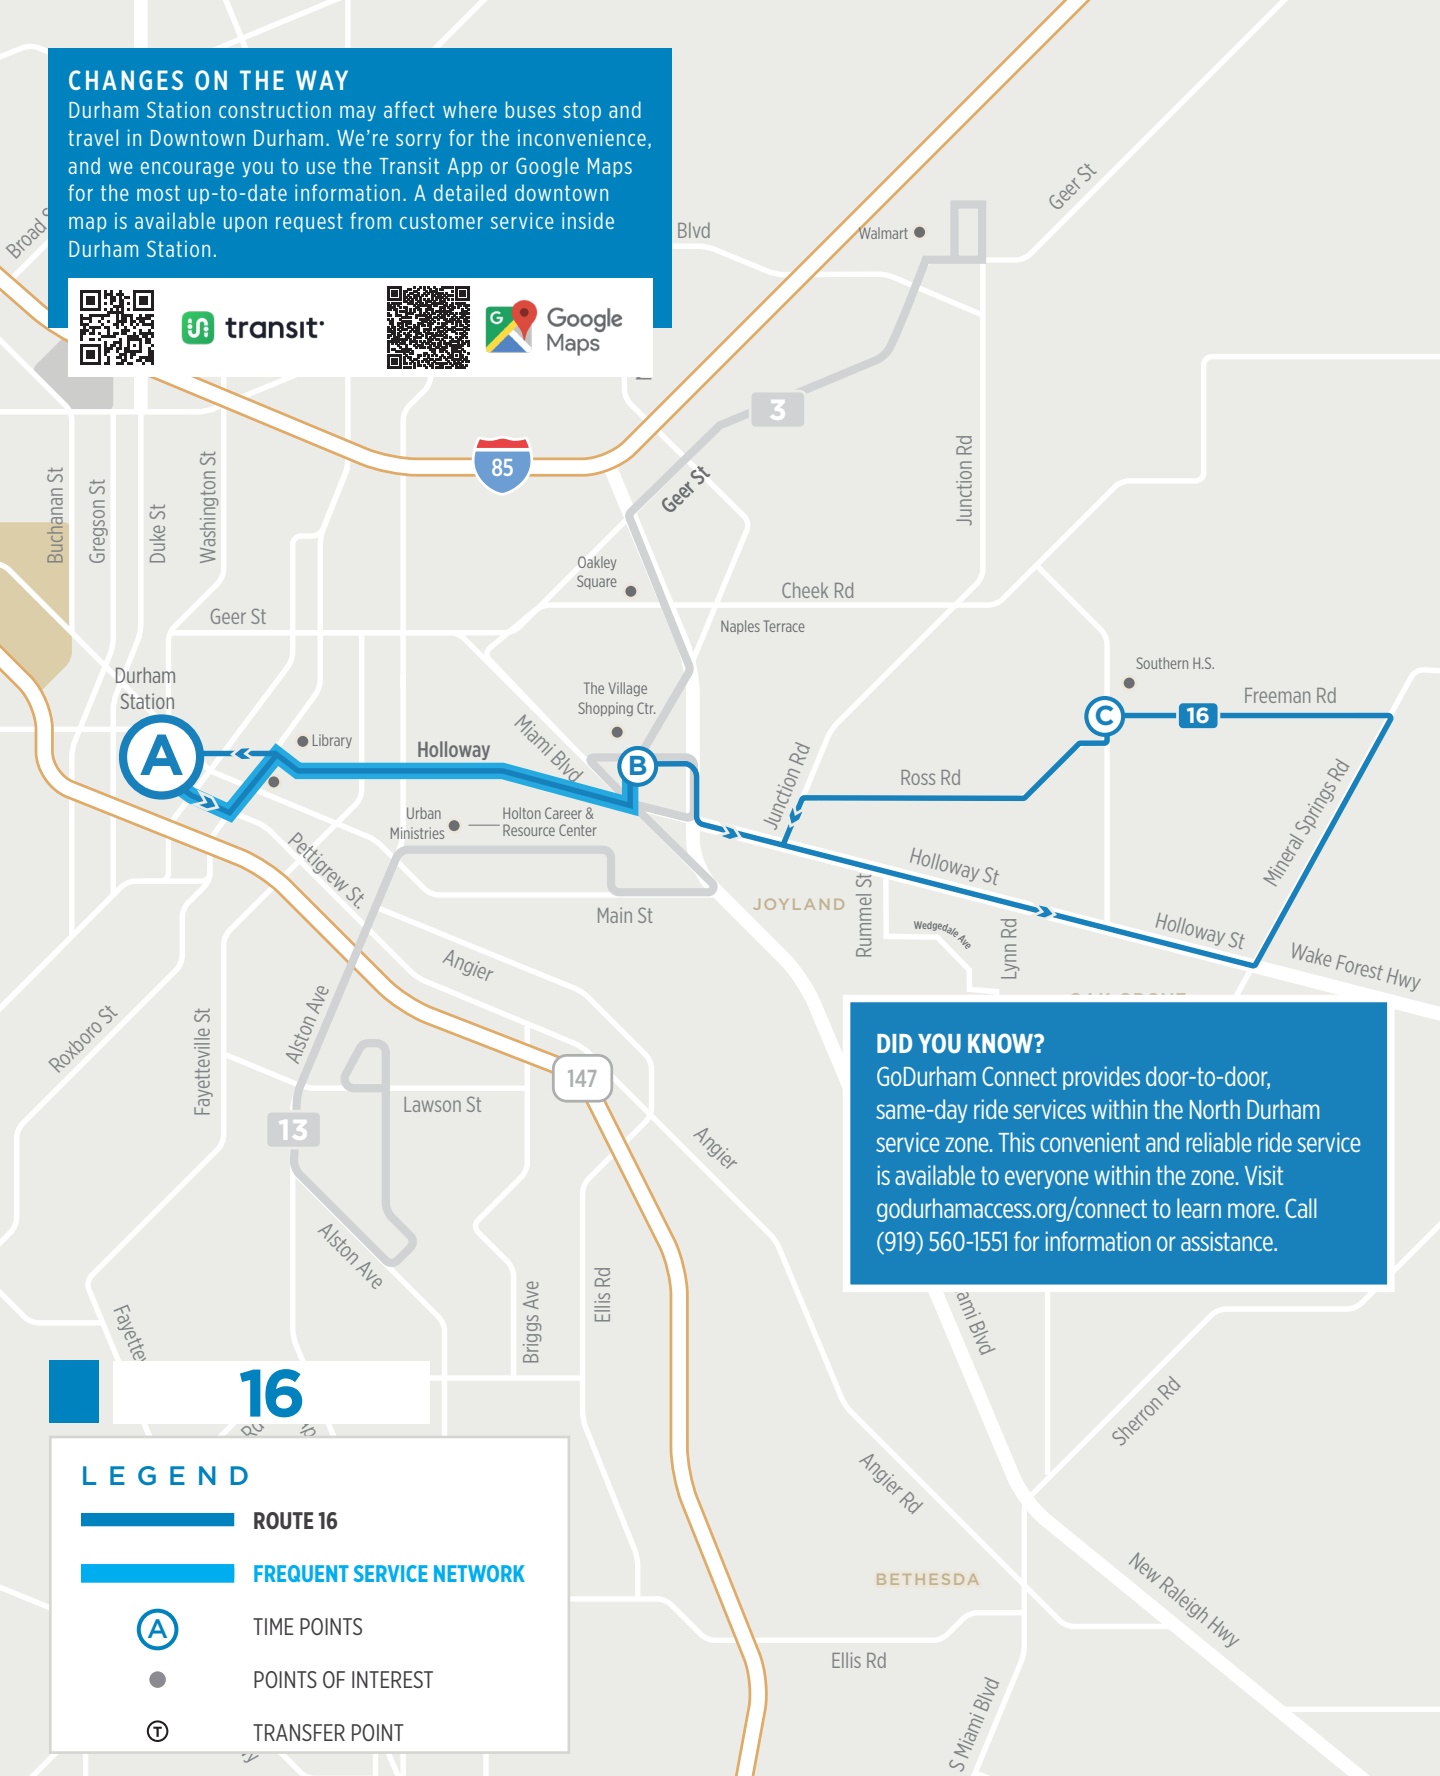 CHANGES ON THE WAY
Durham Station construction may affect where buses stop and
travel in Downtown Durham. We're sorry for the inconvenience,
and we encourage you to use the Transit App or Google Maps
for the most up-to-date information. A detailed downtown
map is available upon request from customer service inside
Durham Station.
transit
G
Google
Maps
Broad
Blvd
Walmart
Geer St
3
85
Geer St
Junction Rd
Buchanan St
Gregson St
Duke St
Washington St
Oakley
Square
Cheek Rd
Geer St
Naples Terrace
Durham
Station
A
Library
Holloway
Miami Blvd
The Village
Shopping Ctr.
B
Southern H.S.
C
16
Freeman Rd
Ross Rd
Junction Rd
Mineral Springs Rd
Urban
Ministries
Holton Career &
Resource Center
Pettigrew St.
Main St
JOYLAND
Rummel St
Holloway St
Wedgedale Ave
Lynn Rd
Holloway St
Wake Forest Hwy
Angier
Alston Ave
Roxboro St
Fayetteville St
147
Lawson St
13
Angier
Alston Ave
Briggs Ave
Ellis Rd
DID YOU KNOW?
GoDurham Connect provides door-to-door,
same-day ride services within the North Durham
service zone. This convenient and reliable ride service
is available to everyone within the zone. Visit
godurhamaccess.org/connect to learn more. Call
(919) 560-1551 for information or assistance.
ami Blvd
Fayette
Sherron Rd
Angier Rd
BETHESDA
New Raleigh Hwy
Ellis Rd
S Miami Blvd
16
Rd
LEGEND
ROUTE 16
FREQUENT SERVICE NETWORK
A
TIME POINTS
POINTS OF INTEREST
T
TRANSFER POINT